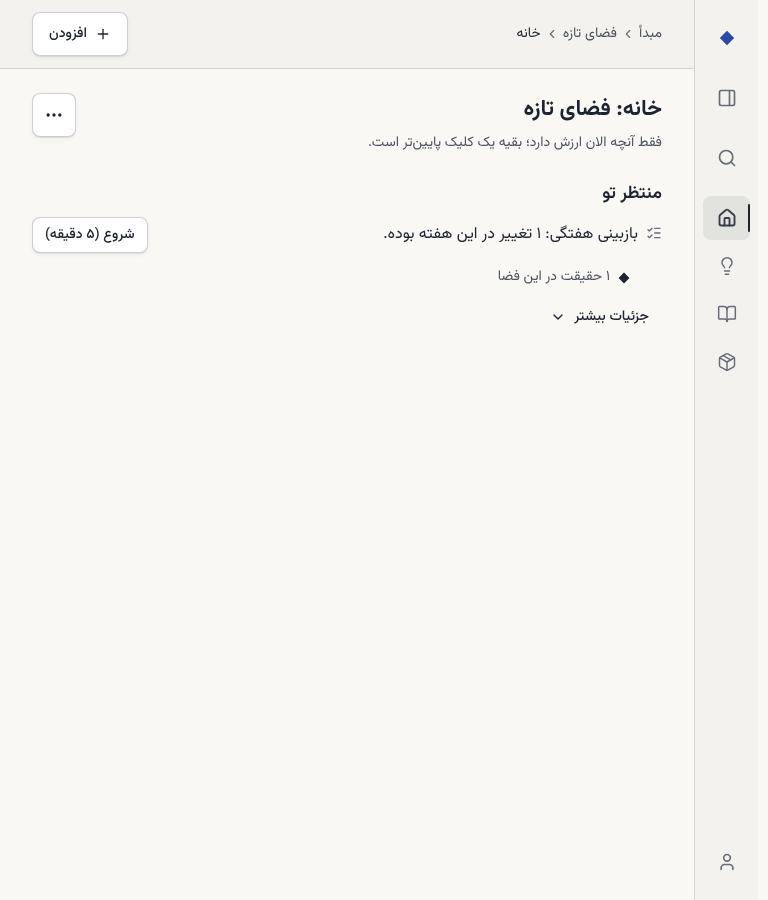 مبدأ › فضای تازه › خانه
افزودن
خانه: فضای تازه
فقط آنچه الان ارزش دارد؛ بقیه یک کلیک پایین‌تر است.
منتظر تو
بازبینی هفتگی: ۱ تغییر در این هفته بوده.
شروع (۵ دقیقه)
۱ حقیقت در این فضا
جزئیات بیشتر